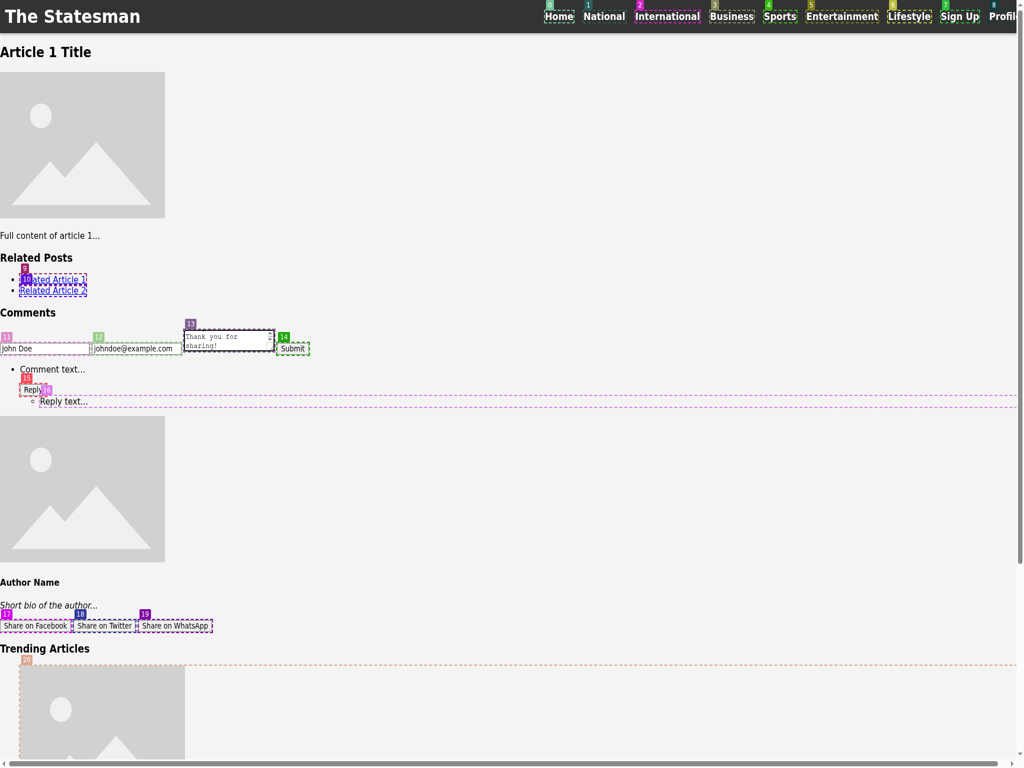 The Statesman
0 1 2 3 4 5 6 7 8
Home National International Business Sports Entertainment Lifestyle Sign Up
Article 1 Title
Full content of article 1...
Related Posts
9
10
ated Article 1
Related Article 2
Comments
11 12 13 14
John Doe johndoe@example.com Thank you for sharing! Submit
Comment text...
15
Reply 16
Reply text...
Author Name
Short bio of the author...
17 18 19
Share on Facebook Share on Twitter Share on WhatsApp
Trending Articles
20